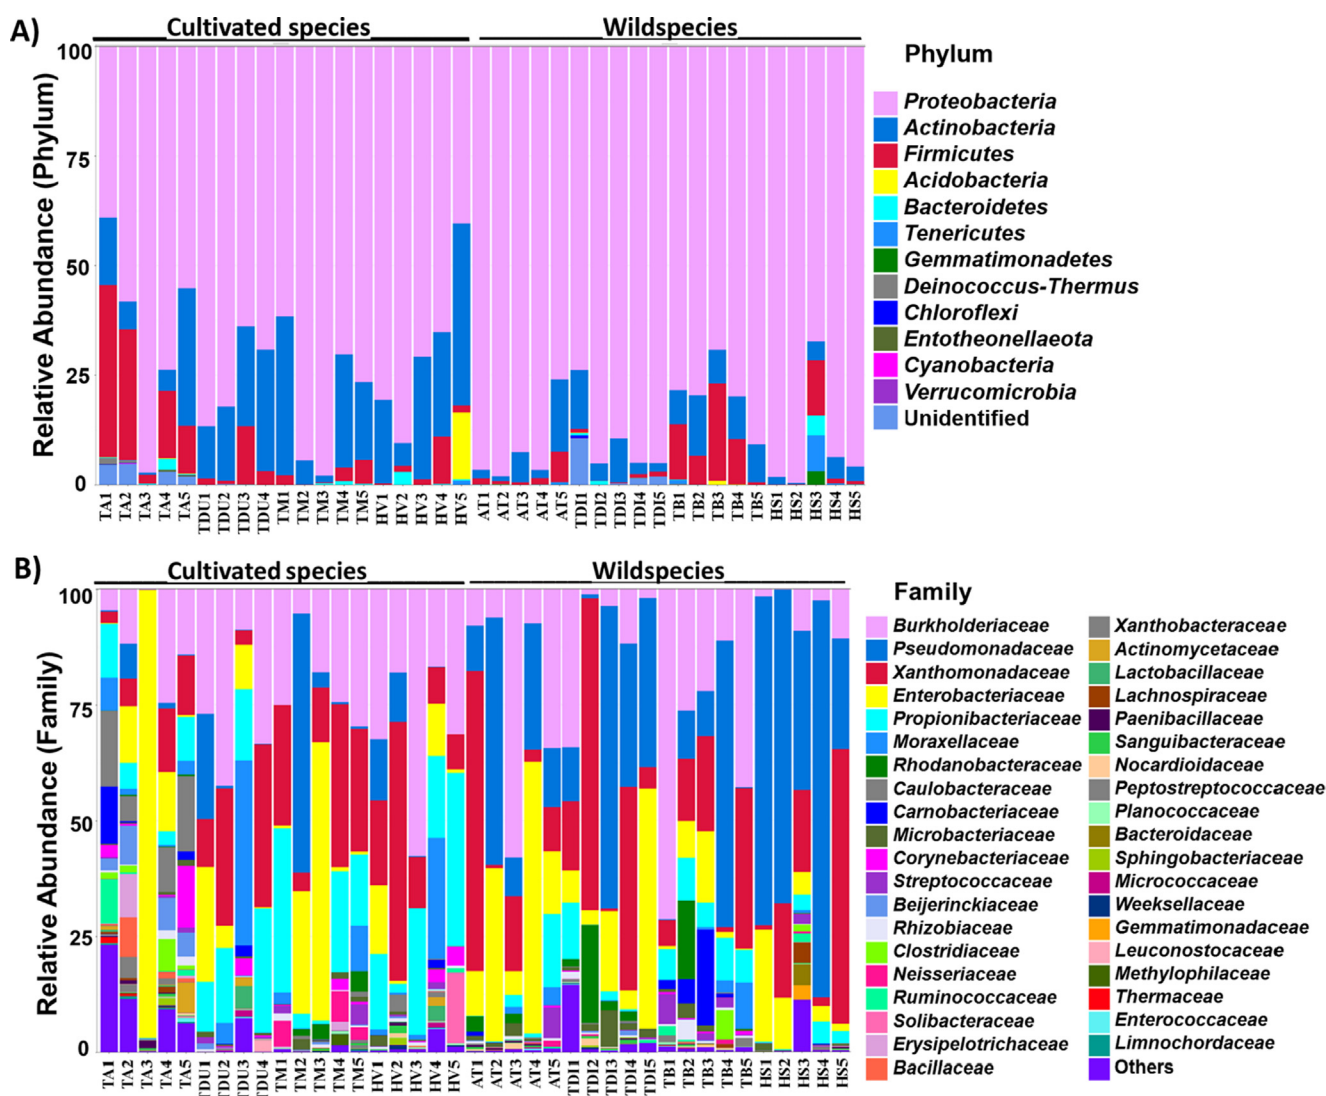 A)
Cultivated species
Wildspecies
Relative Abundance (Phylum)
100
75
50
25
0
TA1 TA2 TA3 TA4 TA5 TDU1 TDU2 TDU3 TDU4 TM1 TM2 TM3 TM4 TM5 HV1 HV2 HV3 HV4 HV5 AT1 AT2 AT3 AT4 AT5 TDI1 TDI2 TDI3 TDI4 TDI5 TB1 TB2 TB3 TB4 TB5 HS1 HS2 HS3 HS4 HS5
Phylum
Proteobacteria
Actinobacteria
Firmicutes
Acidobacteria
Bacteroidetes
Tenericutes
Gemmatimonadetes
Deinococcus-Thermus
Chloroflexi
Entotheonellaeota
Cyanobacteria
Verrucomicrobia
Unidentified
B)
Cultivated species
Wildspecies
Relative Abundance (Family)
100
75
50
25
0
TA1 TA2 TA3 TA4 TA5 TDU1 TDU2 TDU3 TDU4 TM1 TM2 TM3 TM4 TM5 HV1 HV2 HV3 HV4 HV5 AT1 AT2 AT3 AT4 AT5 TDI1 TDI2 TDI3 TDI4 TDI5 TB1 TB2 TB3 TB4 TB5 HS1 HS2 HS3 HS4 HS5
Family
Burkholderiaceae
Pseudomonadaceae
Xanthomonadaceae
Enterobacteriaceae
Propionibacteriaceae
Moraxellaceae
Rhodanobacteraceae
Caulobacteraceae
Carnobacteriaceae
Microbacteriaceae
Corynebacteriaceae
Streptococcaceae
Beijerinckiaceae
Rhizobiaceae
Clostridiaceae
Neisseriaceae
Ruminococcaceae
Solibacteraceae
Erysipelotrichaceae
Bacillaceae
Xanthobacteraceae
Actinomycetaceae
Lactobacillaceae
Lachnospiraceae
Paenibacillaceae
Sanguibacteraceae
Nocardioidaceae
Peptostreptococcaceae
Planococcaceae
Bacteroidaceae
Sphingobacteriaceae
Micrococcaceae
Weeksellaceae
Gemmatimonadaceae
Leuconostocaceae
Methylophilaceae
Thermaceae
Enterococcaceae
Limnochordaceae
Others